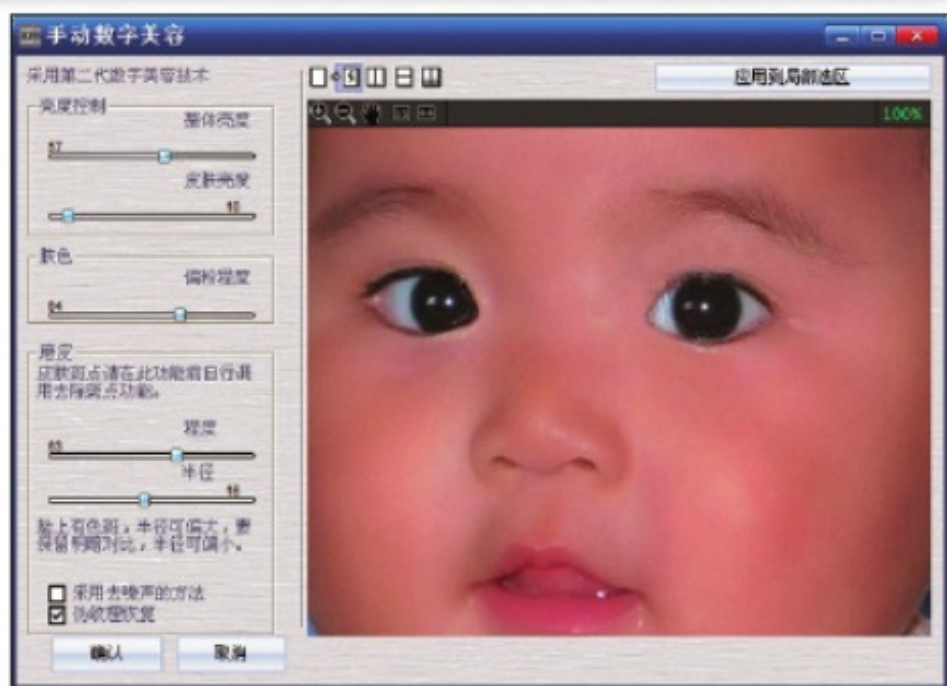 手动数字美容
采用第二代数字美容技术
应用到局部选区
亮度控制
整体亮度
57
皮肤亮度
10
100%
肤色
偏粉程度
64
磨皮
皮肤斑点请在此功能前自行调
用去除斑点功能。
程度
63
半径
18
脸上有色斑，半径可偏大，要
保留明暗对比，半径可偏小。
采用去噪声的方法
仿纹理恢复
确认
取消